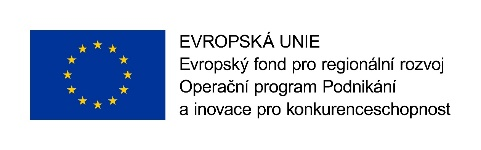 EVROPSKÁ UNIE
Evropský fond pro regionální rozvoj
Operační program Podnikání
a inovace pro konkurenceschopnost